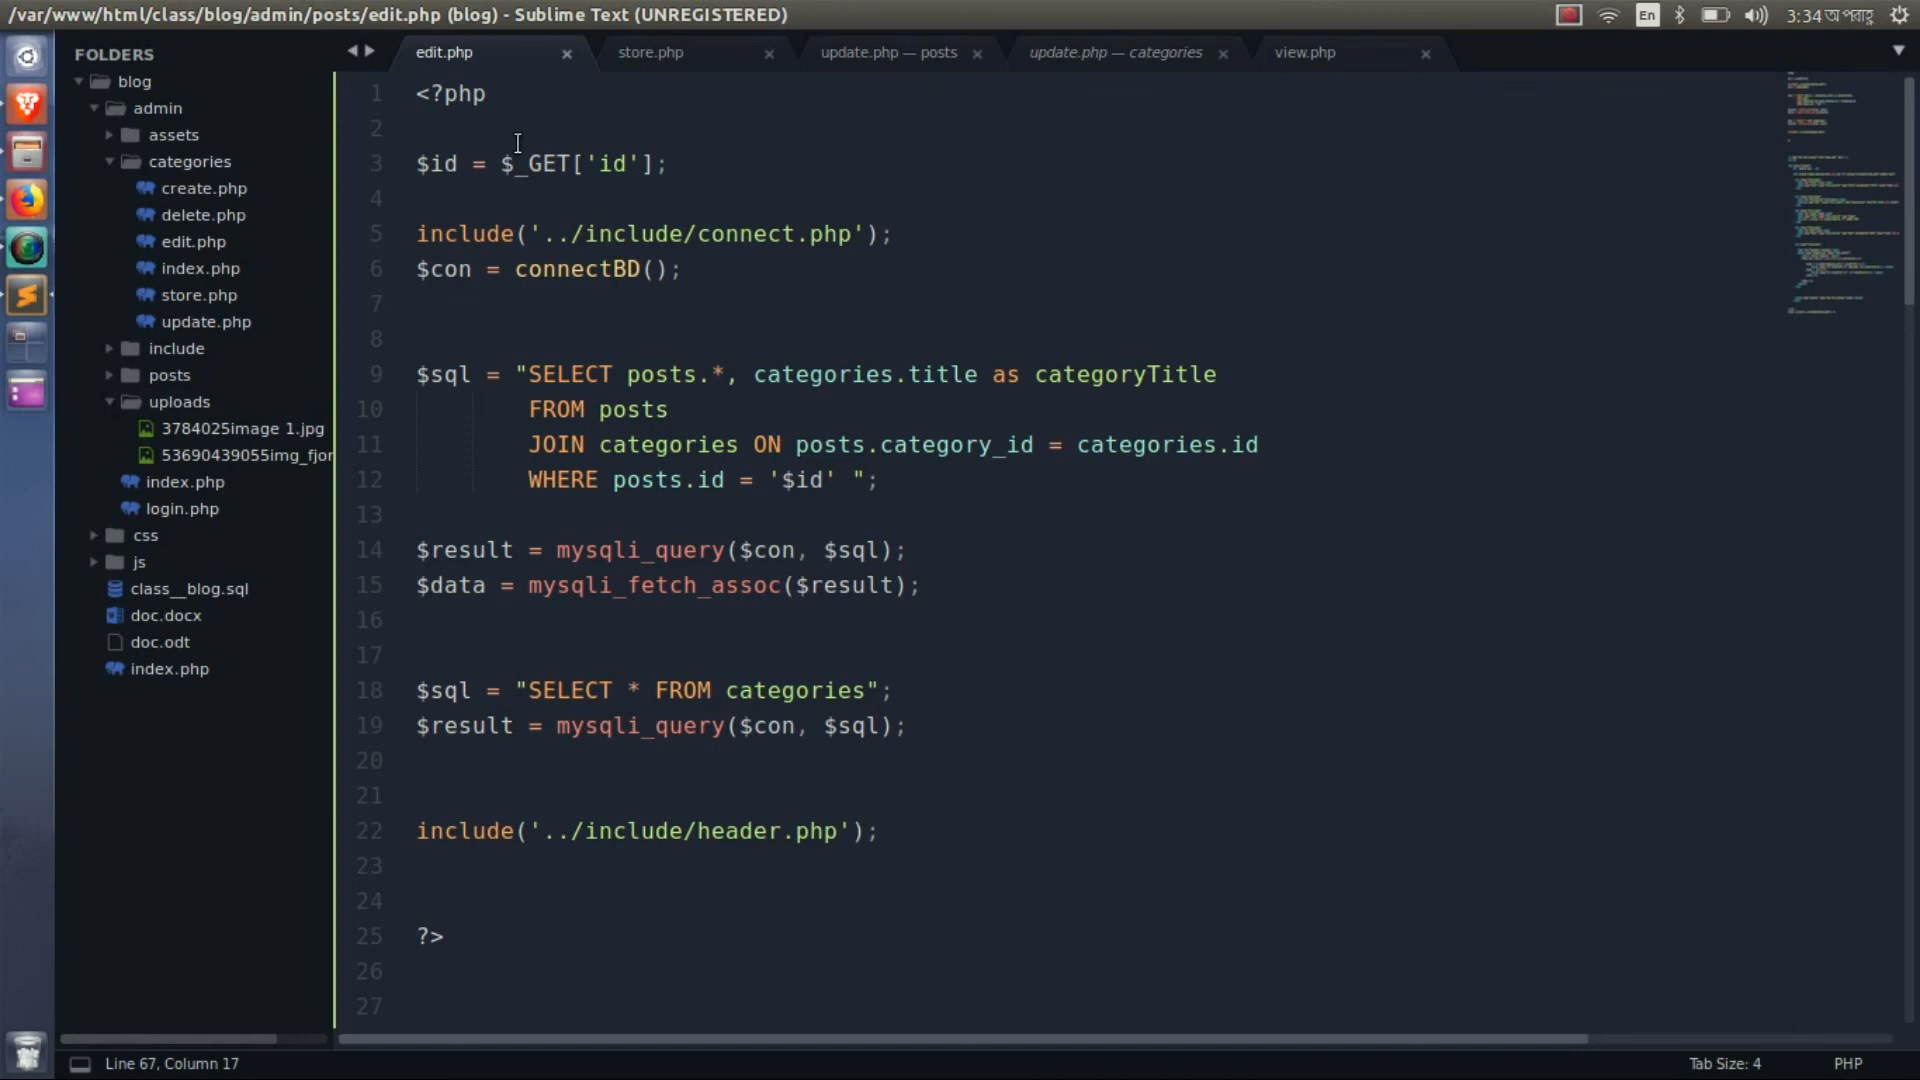 /var/www/html/class/blog/admin/posts/edit.php (blog) - Sublime Text (UNREGISTERED)
En
3:34 অপরাহ্ণ
FOLDERS
blog
admin
assets
categories
create.php
delete.php
edit.php
index.php
store.php
update.php
include
posts
uploads
3784025image 1.jpg
53690439055img_fjor
index.php
login.php
css
js
class__blog.sql
doc.docx
doc.odt
index.php
edit.php
store.php
update.php — posts
update.php — categories
view.php
1 <?php
2
3 $id = $_GET['id'];
4
5 include('../include/connect.php');
6 $con = connectBD();
7
8
9 $sql = "SELECT posts.*, categories.title as categoryTitle
10 FROM posts
11 JOIN categories ON posts.category_id = categories.id
12 WHERE posts.id = '$id' ";
13
14 $result = mysqli_query($con, $sql);
15 $data = mysqli_fetch_assoc($result);
16
17
18 $sql = "SELECT * FROM categories";
19 $result = mysqli_query($con, $sql);
20
21
22 include('../include/header.php');
23
24
25 ?>
26
27
Line 67, Column 17
Tab Size: 4
PHP